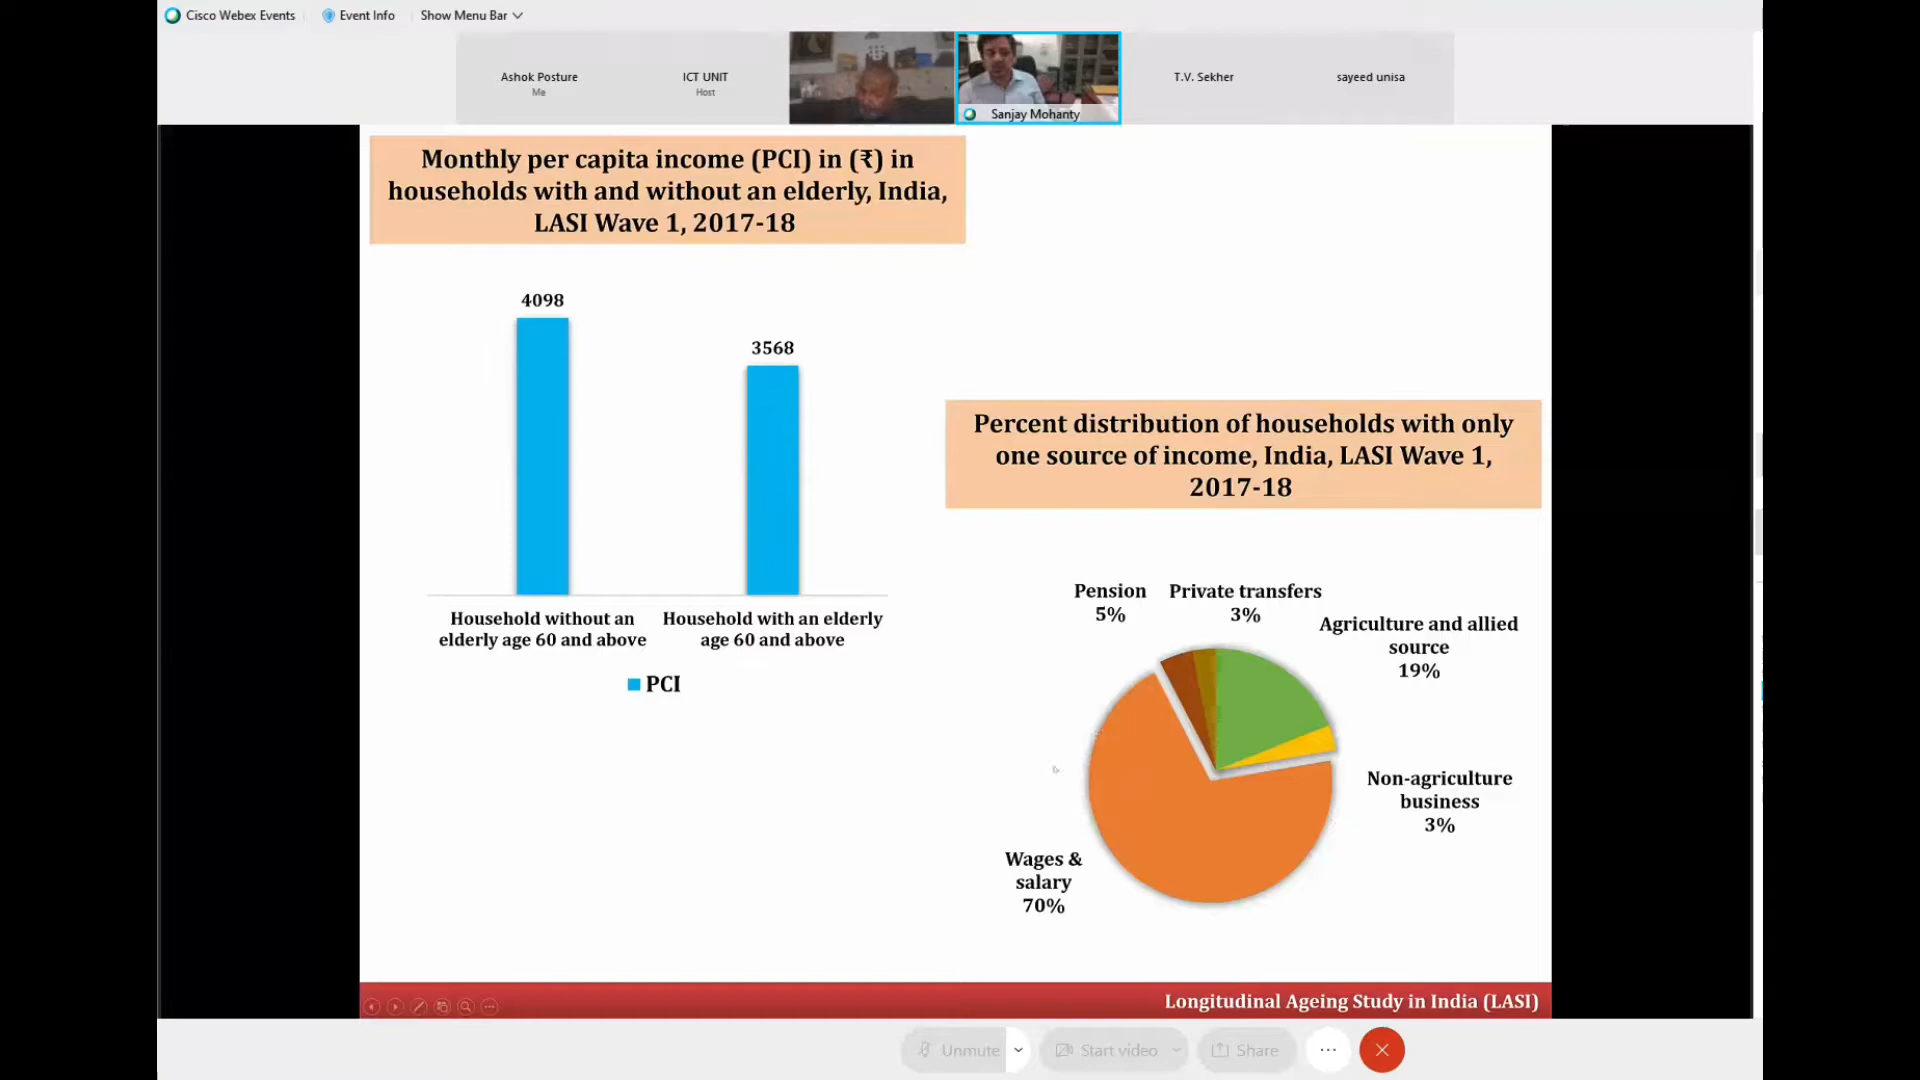 Cisco Webex Events
Event Info
Show Menu Bar
Ashok Posture
Me
ICT UNIT
Host
Sanjay Mohanty
T.V. Sekher
sayeed unisa
Monthly per capita income (PCI) in (₹) in
households with and without an elderly, India,
LASI Wave 1, 2017-18
4098
3568
Household without an
elderly age 60 and above
Household with an elderly
age 60 and above
PCI
Percent distribution of households with only
one source of income, India, LASI Wave 1,
2017-18
Pension
5%
Private transfers
3%
Agriculture and allied
source
19%
Non-agriculture
business
3%
Wages &
salary
70%
Longitudinal Ageing Study in India (LASI)
Unmute
Start video
Share